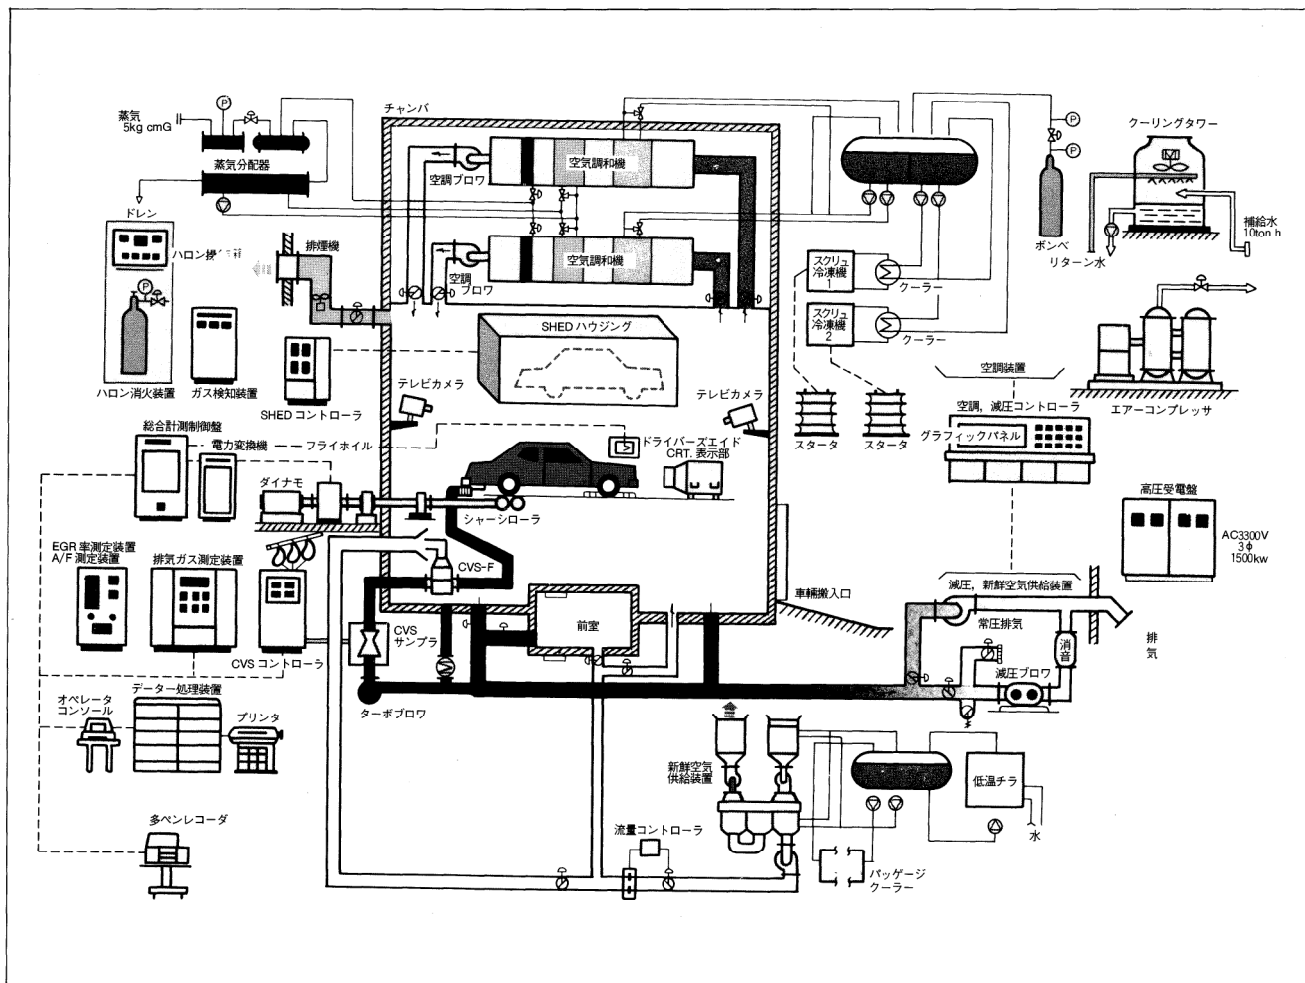 チャンバ
蒸気
5kg cmG
P
蒸気分配器
ドレン
空調ブロワ
空気調和機
空調
ブロワ
空気調和機
P
P
ボンベ
クーリングタワー
補給水
10ton h
リターン水
排煙機
P
ハロン消火装置
ガス検知装置
SHED コントローラ
SHED ハウジング
スクリュ
冷凍機
1
クーラー
スクリュ
冷凍機
2
クーラー
スタータ
スタータ
エアーコンプレッサ
空調装置
空調, 減圧コントローラ
グラフィックパネル
テレビカメラ
テレビカメラ
総合計測制御盤
電力変換機
フライホイル
ドライバーズエイド
CRT. 表示部
ダイナモ
シャーシローラ
高圧受電盤
AC3300V
3φ
1500kw
EGR 率測定装置
A/F 測定装置
排気ガス測定装置
CVS-F
CVS
サンプラ
CVS コントローラ
前室
車輛搬入口
減圧, 新鮮空気供給装置
常圧排気
消音
排気
減圧ブロワ
ターボブロワ
オペレータ
コンソール
データー処理装置
プリンタ
新鮮空気
供給装置
低温チラ
水
流量コントローラ
パッゲージ
クーラー
多ペンレコーダ